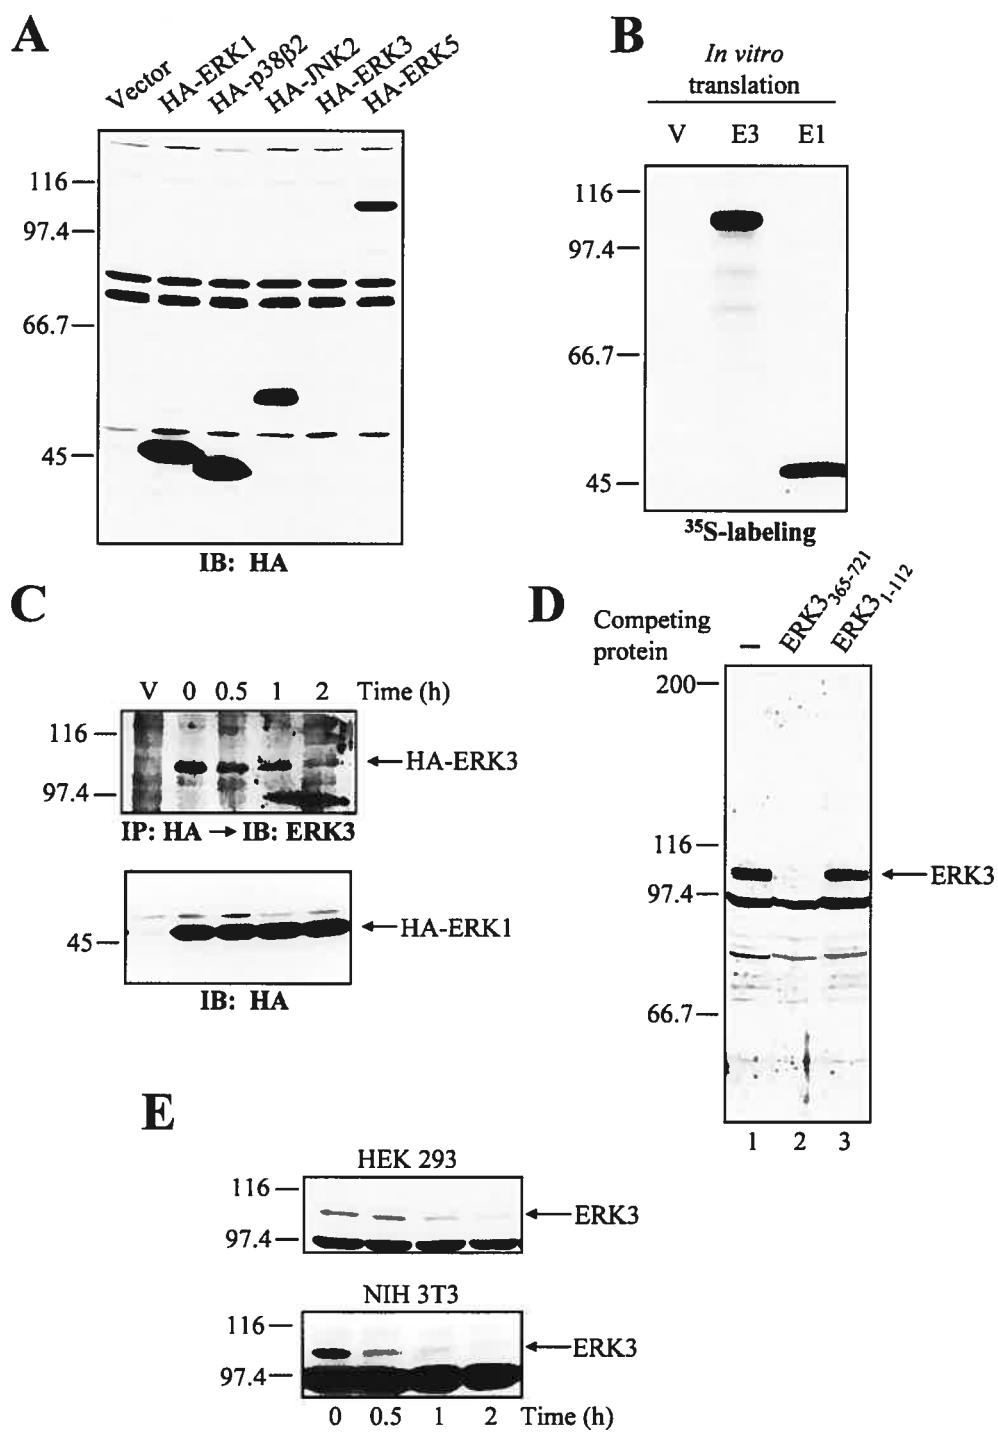 A
Vector
HA-ERK1
HA-p38β2
HA-JNK2
HA-ERK3
HA-ERK5
116
97.4
66.7
45
IB: HA
B
In vitro
translation
V E3 E1
116
97.4
66.7
45
³⁵S-labeling
C
V 0 0.5 1 2 Time (h)
116
97.4
HA-ERK3
IP: HA → IB: ERK3
45
HA-ERK1
IB: HA
D
Competing
protein
–
ERK3₃₆₅₋₇₂₁
ERK3₁₋₁₁₂
200
116
97.4
66.7
ERK3
1 2 3
E
HEK 293
116
97.4
ERK3
NIH 3T3
116
97.4
ERK3
0 0.5 1 2 Time (h)